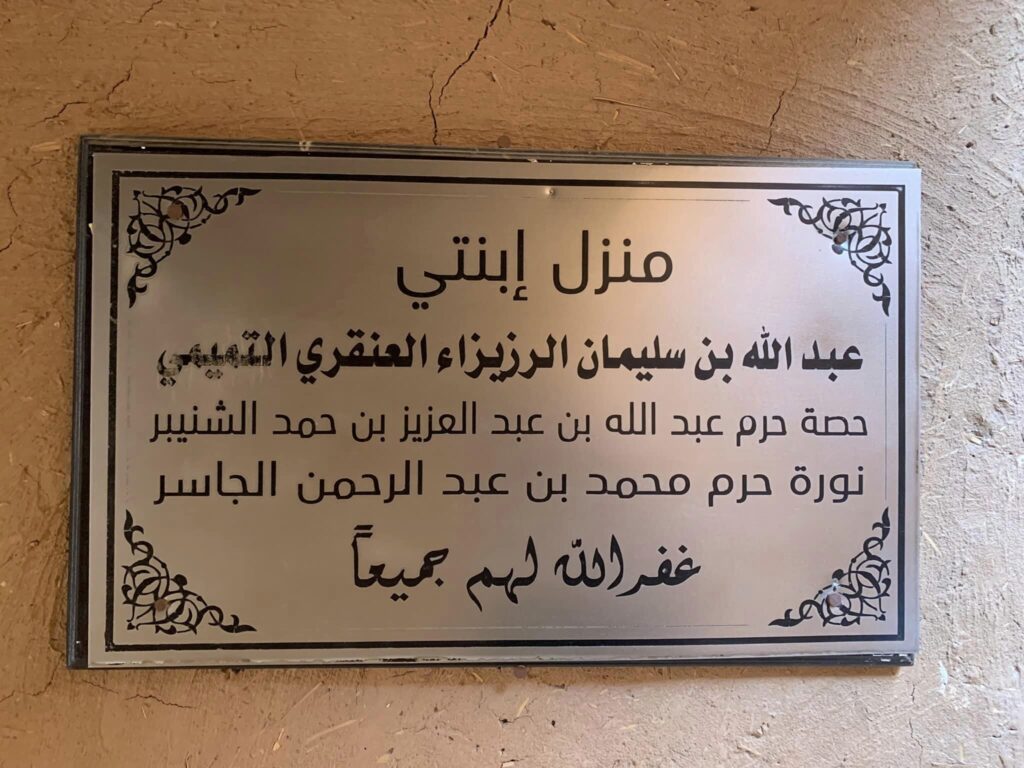 منزل إبنتي
عبد الله بن سليمان الرزيزاء العنقري التميمي
حصة حرم عبد الله بن عبد العزيز بن حمد الشنيبر
نورة حرم محمد بن عبد الرحمن الجاسر
غفر الله لهم جميعاً